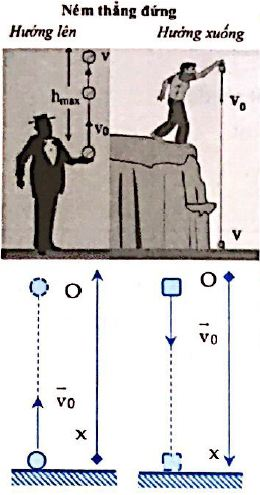 Ném thẳng đứng
Hướng lên
Hướng xuống
v
hmax
v0
v0
v
O
v0
x
O
v0
x